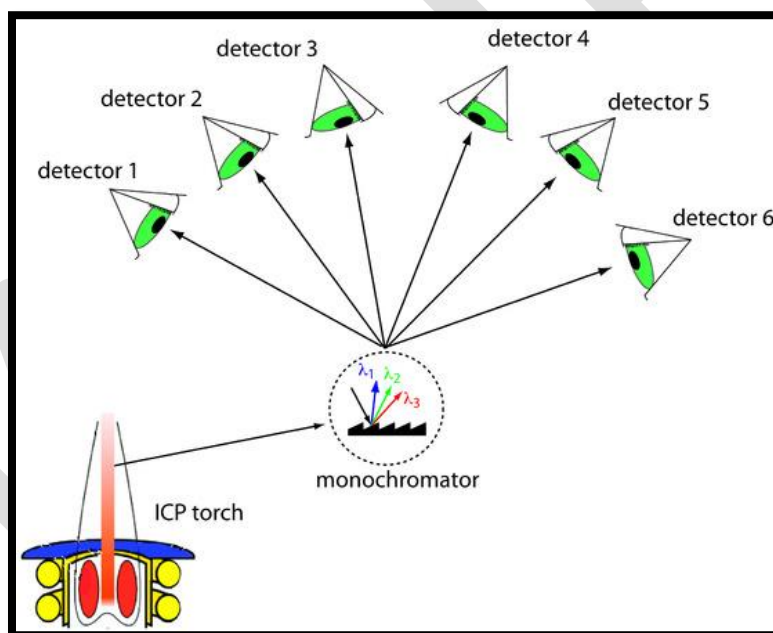 detector 4
detector 3
detector 2
detector 5
detector 1
detector 6
λ1
λ2
λ3
monochromator
ICP torch